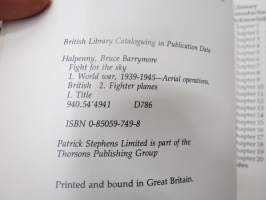 British Library Cataloguing in Publication Data
Halpenny, Bruce Barrymore
Fight for the sky
1. World war, 1939-1945—Aerial operations,
British 2. Fighter planes
I. Title
940.54'4941 D786
ISBN 0-85059-749-8
Patrick Stephens Limited is part of the
Thorsons Publishing Group
Printed and bound in Great Britain.